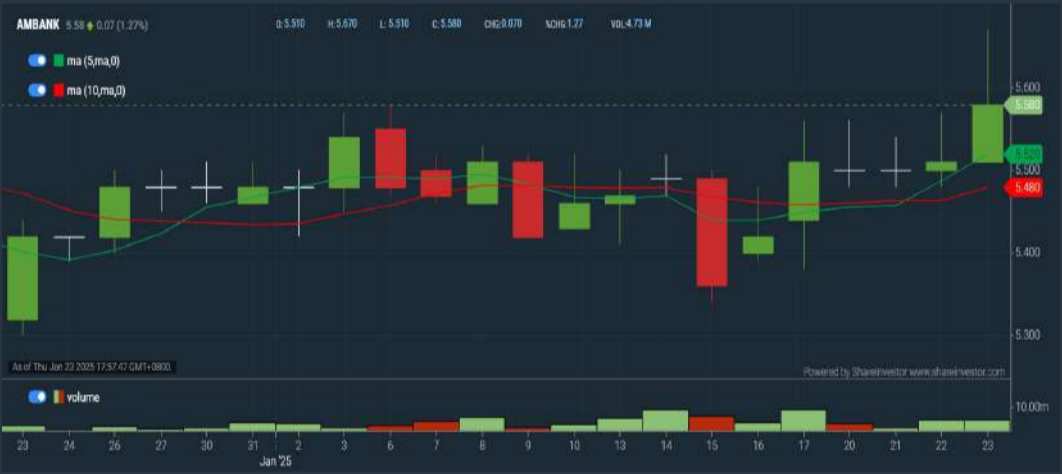 AMBANK 5.58 0.07 (1.27%) O: 5.510 H: 5.670 L: 5.510 C: 5.580 CHG:0.070 %CHG:1.27 VOL:4.73 M
ma (5,ma,0)
ma (10,ma,0)
5.600
5.580
5.520
5.500
5.480
5.400
5.300
As of Thu Jan 23 2025 17:57:47 GMT+0800.
Powered by ShareInvestor www.shareinvestor.com
volume
10.00m
23 24 26 27 30 31 2 3 6 7 8 9 10 13 14 15 16 17 20 21 22 23
Jan '25